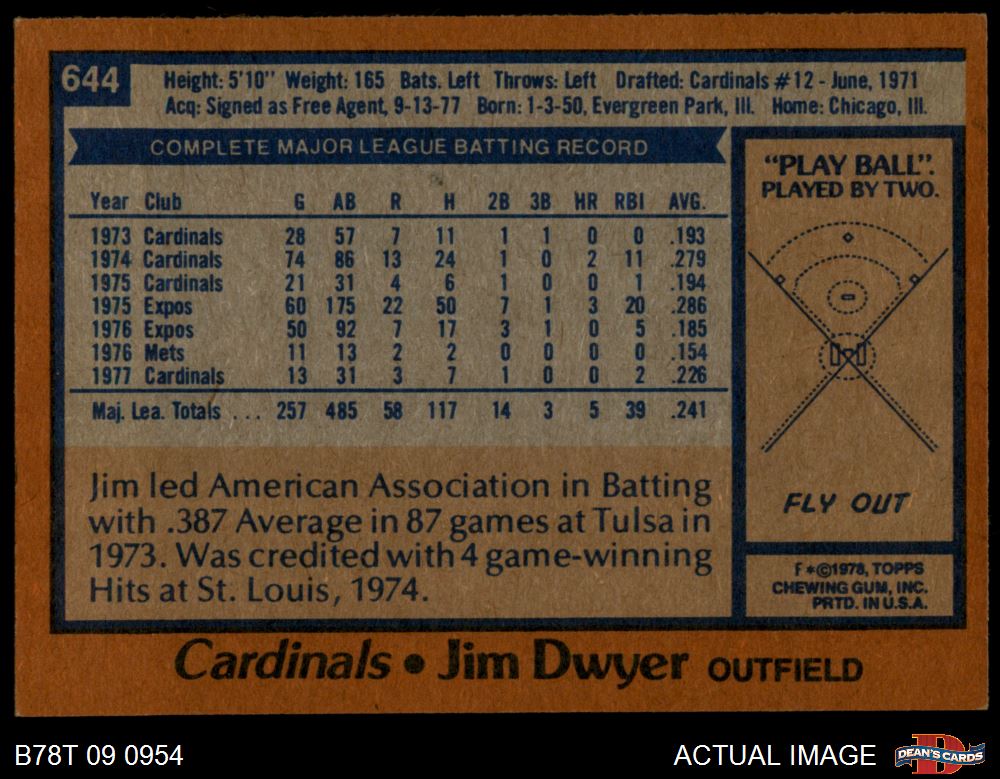 644
Height: 5'10" Weight: 165 Bats. Left Throws: Left Drafted: Cardinals #12 - June, 1971
Acq: Signed as Free Agent, 9-13-77 Born: 1-3-50, Evergreen Park, Ill. Home: Chicago, Ill.
COMPLETE MAJOR LEAGUE BATTING RECORD
Year Club G AB R H 2B 3B HR RBI AVG.
1973 Cardinals 28 57 7 11 1 1 0 0 .193
1974 Cardinals 74 86 13 24 1 0 2 11 .279
1975 Cardinals 21 31 4 6 1 0 0 1 .194
1975 Expos 60 175 22 50 7 1 3 20 .286
1976 Expos 50 92 7 17 3 1 0 5 .185
1976 Mets 11 13 2 2 0 0 0 0 .154
1977 Cardinals 13 31 3 7 1 0 0 2 .226
Maj. Lea. Totals . . . 257 485 58 117 14 3 5 39 .241
Jim led American Association in Batting
with .387 Average in 87 games at Tulsa in
1973. Was credited with 4 game-winning
Hits at St. Louis, 1974.
"PLAY BALL".
PLAYED BY TWO.
FLY OUT
F*©1978, TOPPS
CHEWING GUM, INC.
PRTD. IN U.S.A.
Cardinals • Jim Dwyer OUTFIELD
B78T 09 0954
ACTUAL IMAGE
DEAN'S CARDS